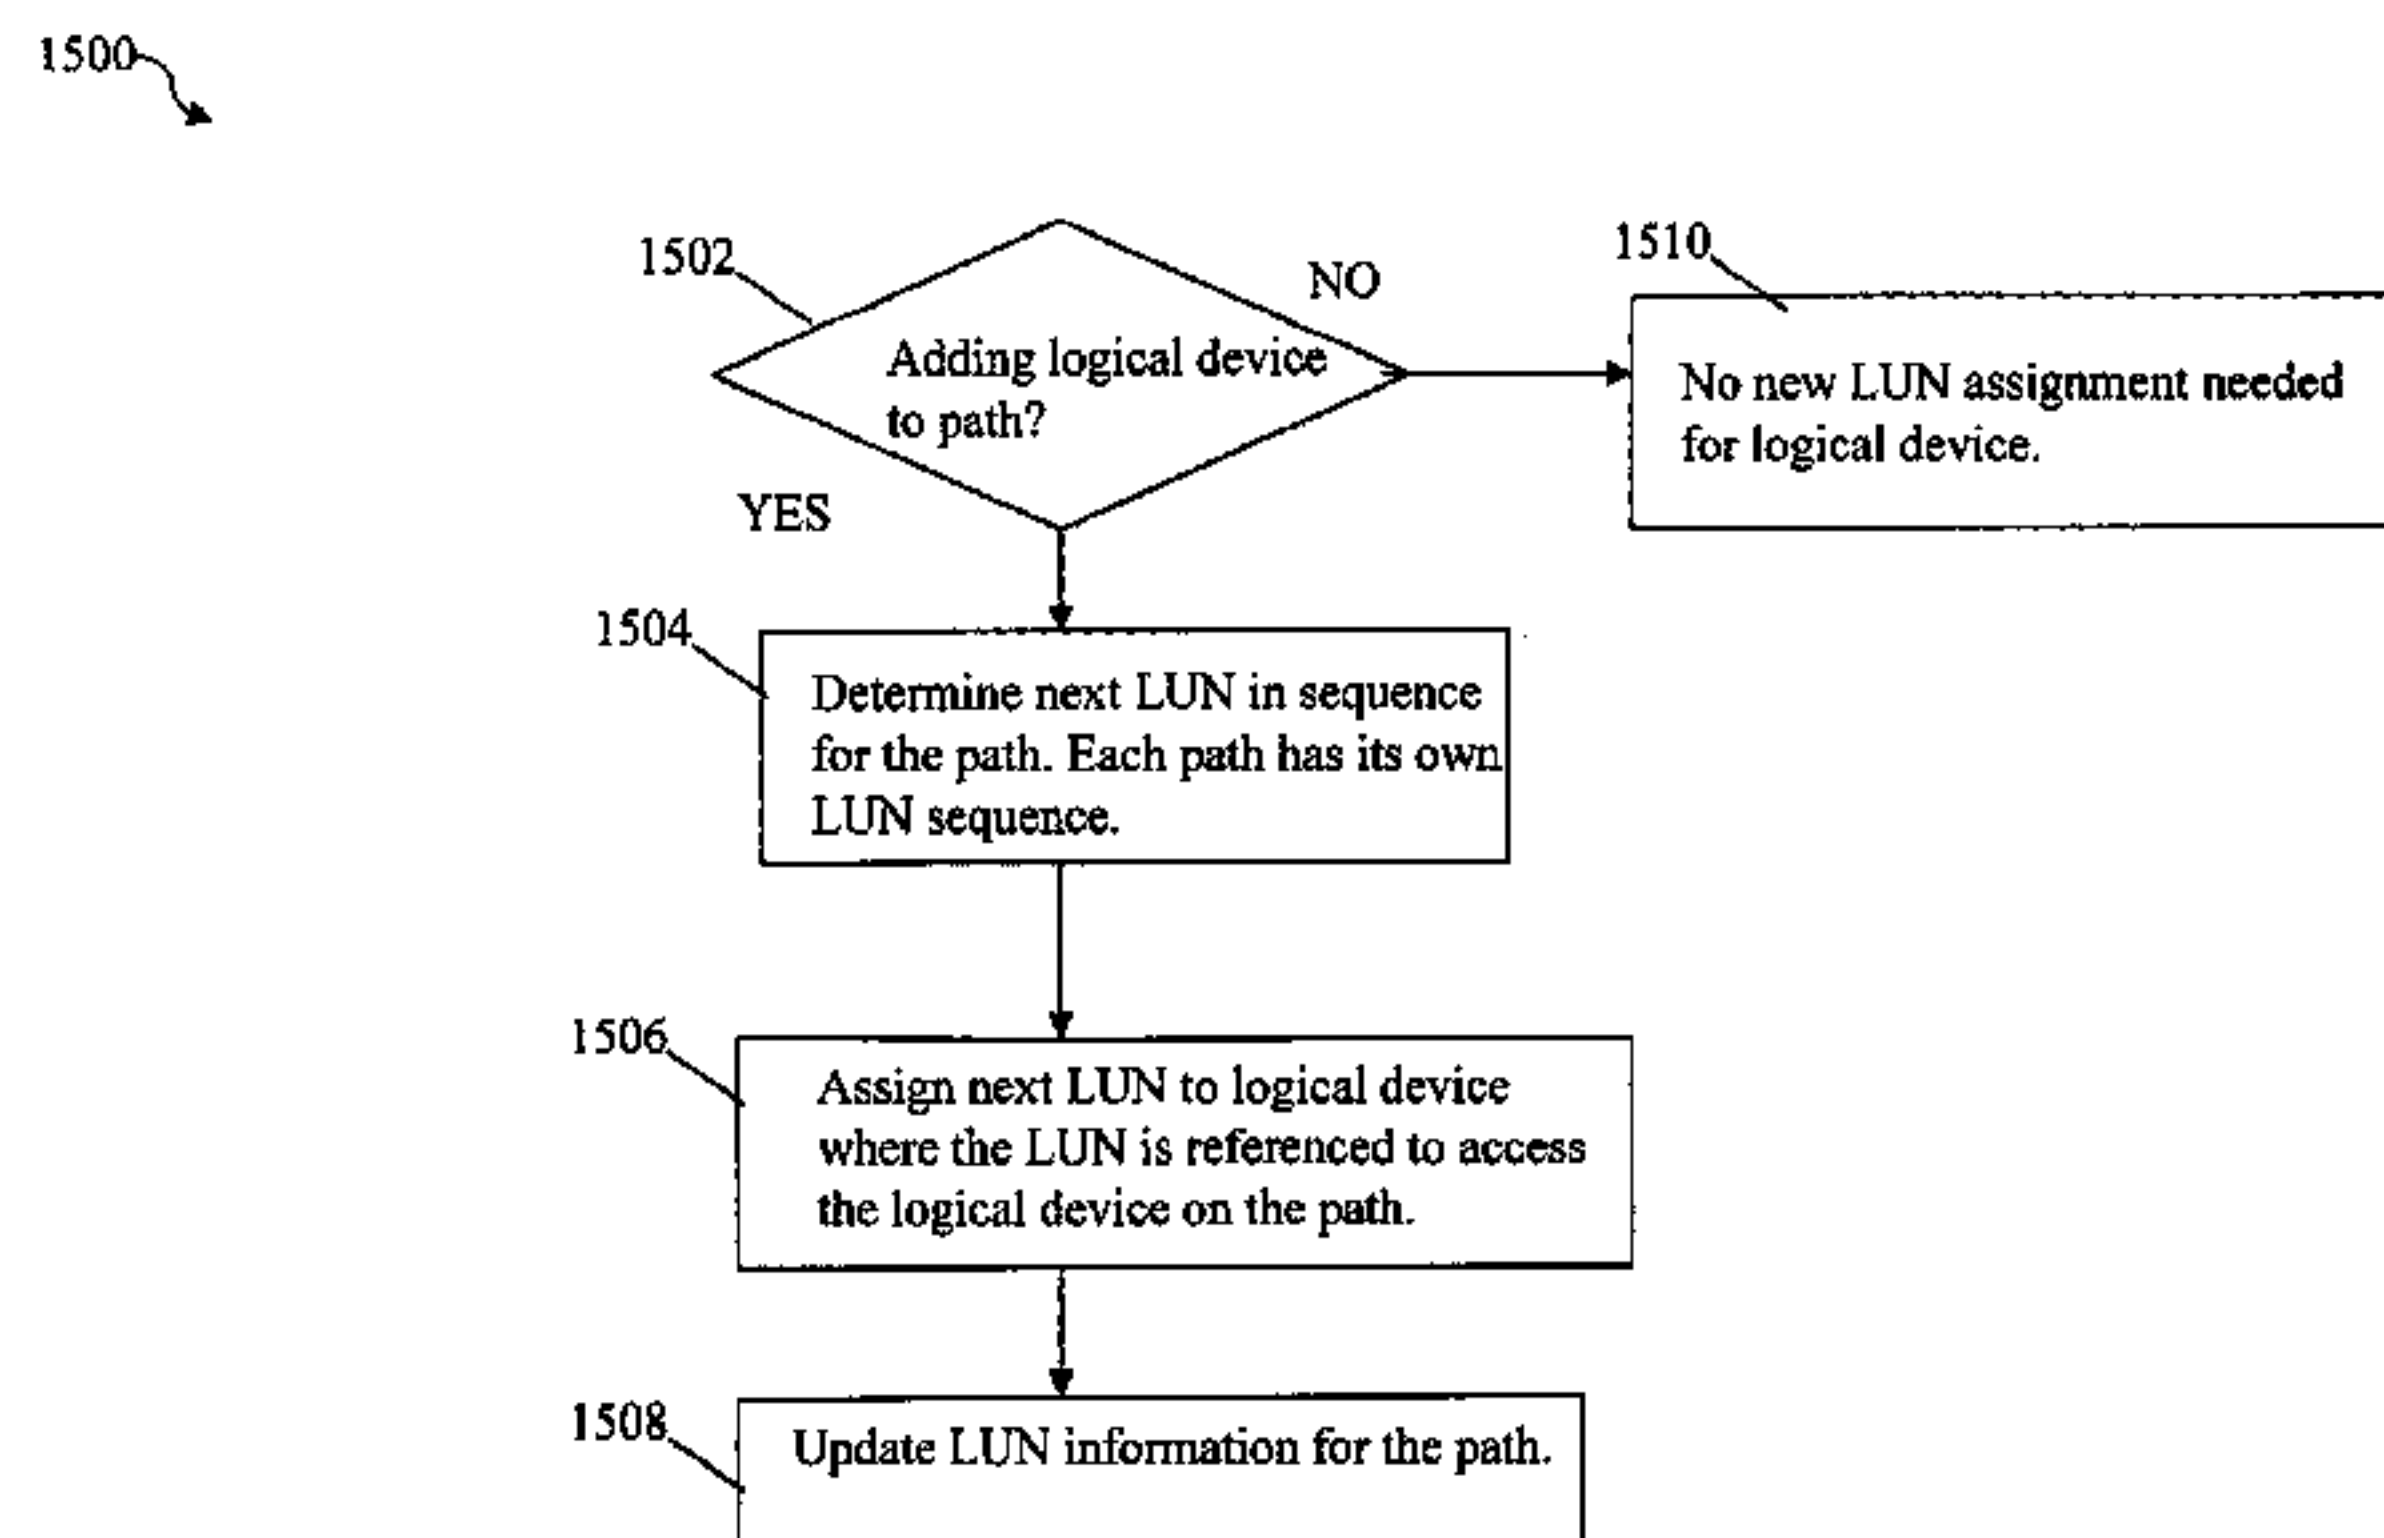 1500
1502
NO
Adding logical device
to path?
YES
1510
No new LUN assignment needed
for logical device.
1504
Determine next LUN in sequence
for the path. Each path has its own
LUN sequence.
1506
Assign next LUN to logical device
where the LUN is referenced to access
the logical device on the path.
1508
Update LUN information for the path.